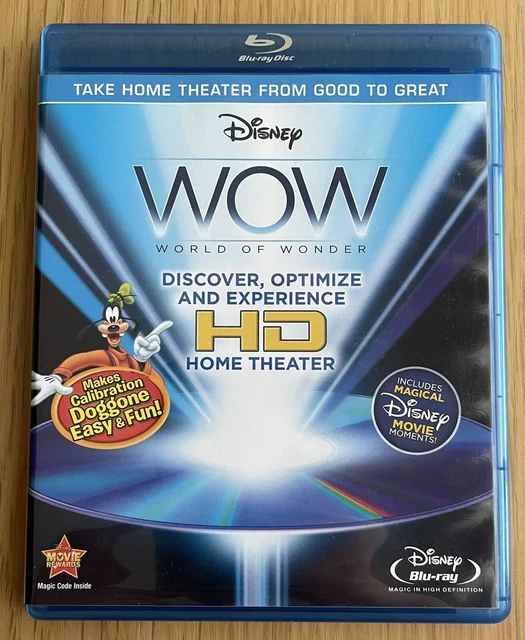 Blu-ray Disc
TAKE HOME THEATER FROM GOOD TO GREAT
Disney
WOW
WORLD OF WONDER
DISCOVER, OPTIMIZE
AND EXPERIENCE
HD
HOME THEATER
Makes
Calibration
Doggone
Easy & Fun!
INCLUDES
MAGICAL
Disney
MOVIE
MOMENTS!
MOVIE
REWARDS
Magic Code Inside
Disney
Blu-ray
MAGIC IN HIGH DEFINITION